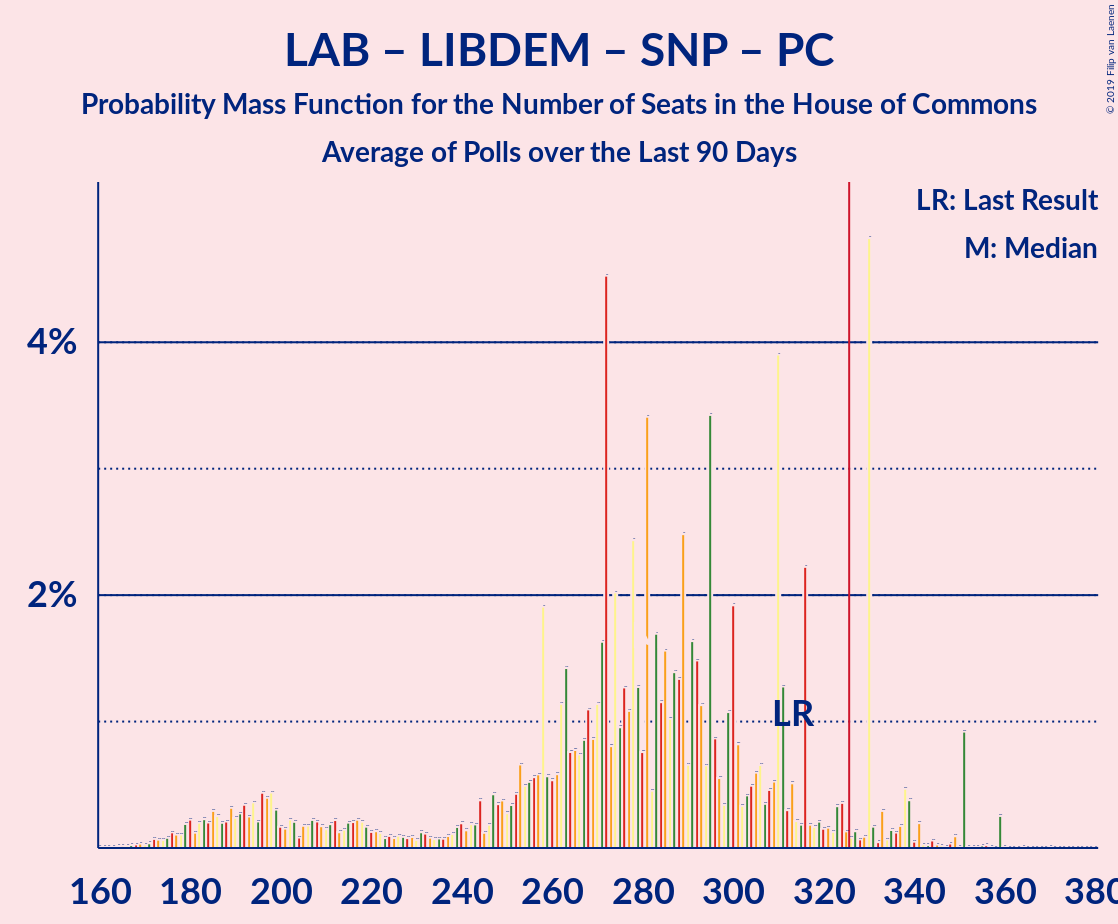 LAB – LIBDEM – SNP – PC
Probability Mass Function for the Number of Seats in the House of Commons
Average of Polls over the Last 90 Days
© 2019 Filip van Laenen
LR: Last Result
M: Median
4%
2%
LR
160 180 200 220 240 260 280 300 320 340 360 380